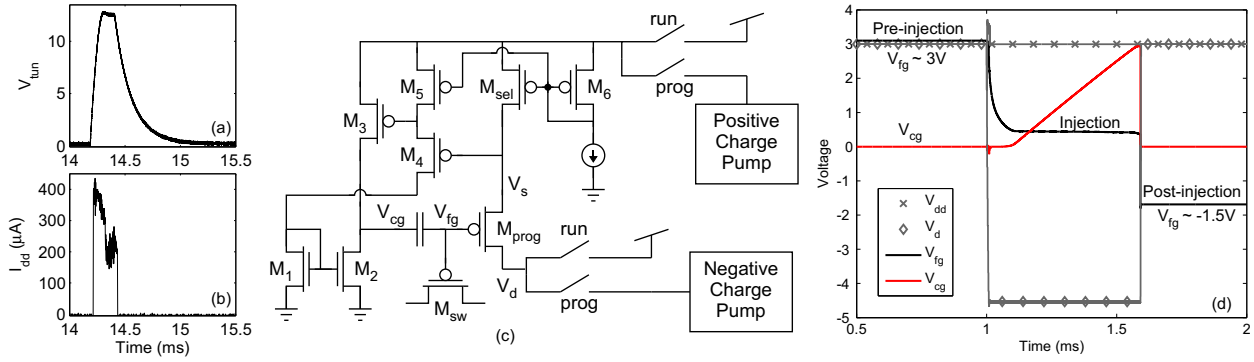 (a)
V_tun
10
5
0
14
14.5
15
15.5
(b)
I_dd (µA)
400
300
200
100
0
14
14.5
15
15.5
Time (ms)
(c)
run
prog
Positive
Charge
Pump
M_3
M_5
M_sel
M_6
M_4
V_s
V_cg
V_fg
M_prog
M_1
M_2
M_sw
V_d
run
prog
Negative
Charge
Pump
(d)
Voltage
4
3
2
1
0
-1
-2
-3
-4
-5
0.5
1
1.5
2
Time (ms)
Pre-injection
V_fg ~ 3V
V_cg
Injection
Post-injection
V_fg ~ -1.5V
V_dd
V_d
V_fg
V_cg